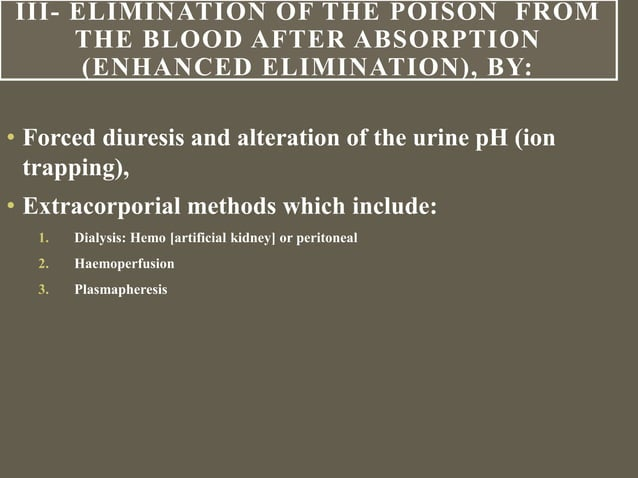 III- ELIMINATION OF THE POISON FROM
THE BLOOD AFTER ABSORPTION
(ENHANCED ELIMINATION), BY:
• Forced diuresis and alteration of the urine pH (ion
trapping),
• Extracorporial methods which include:
1. Dialysis: Hemo [artificial kidney] or peritoneal
2. Haemoperfusion
3. Plasmapheresis